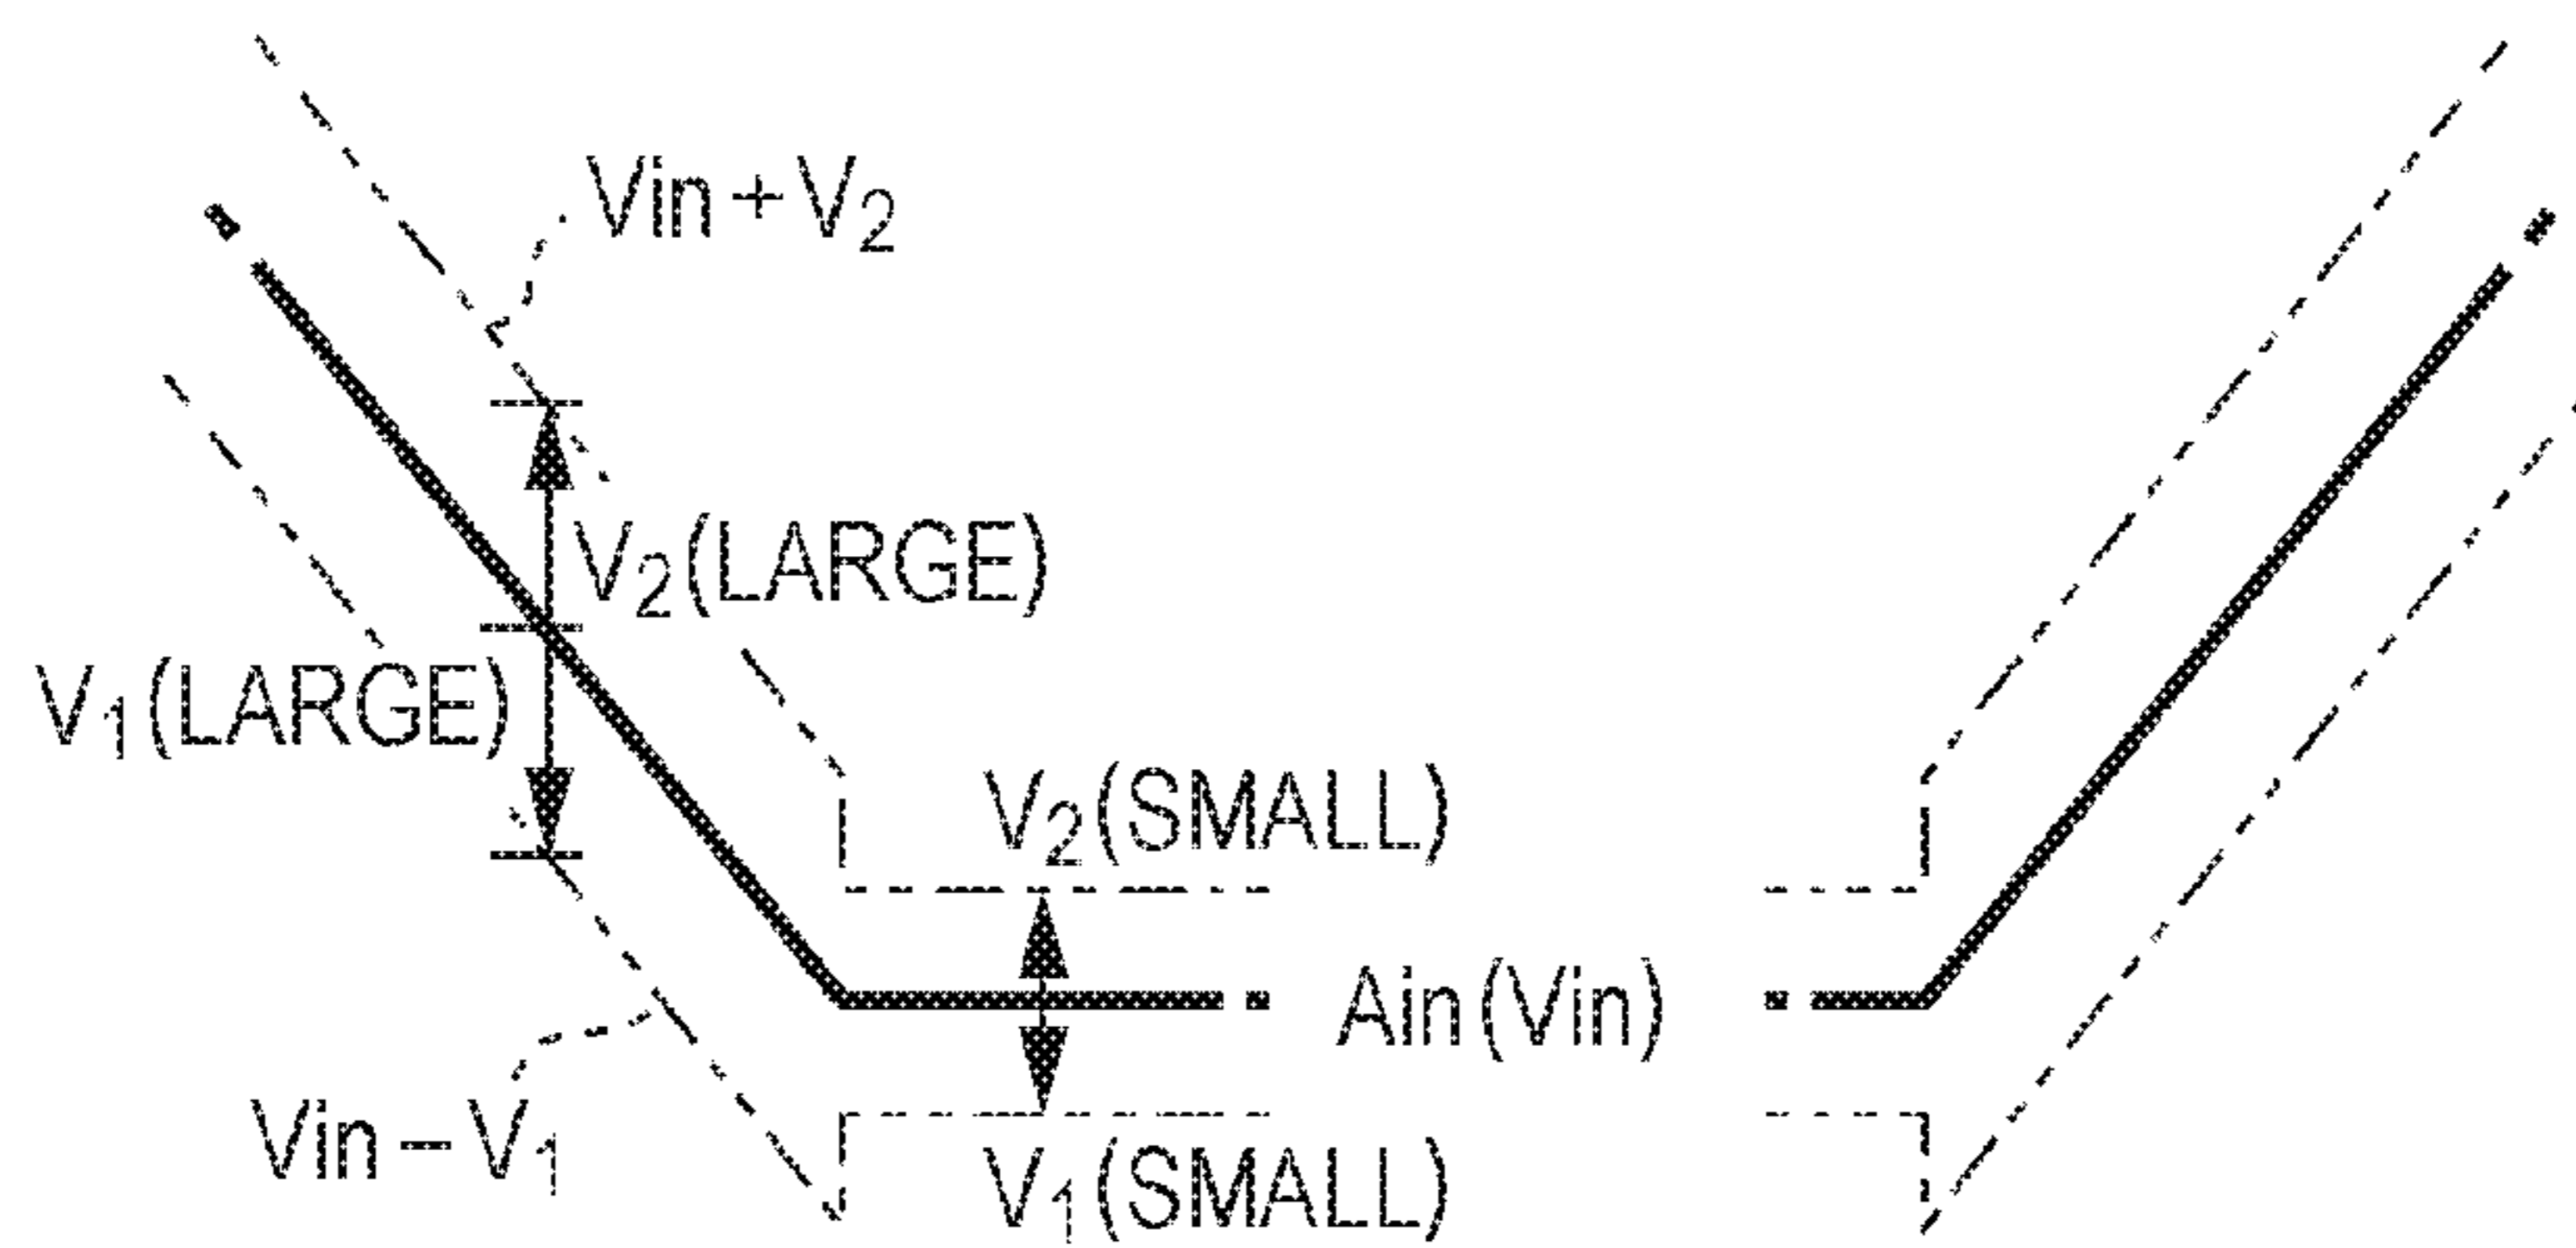 Vin + V₂
V₂ (LARGE)
V₁ (LARGE)
V₂ (SMALL)
Ain (Vin)
Vin − V₁
V₁ (SMALL)